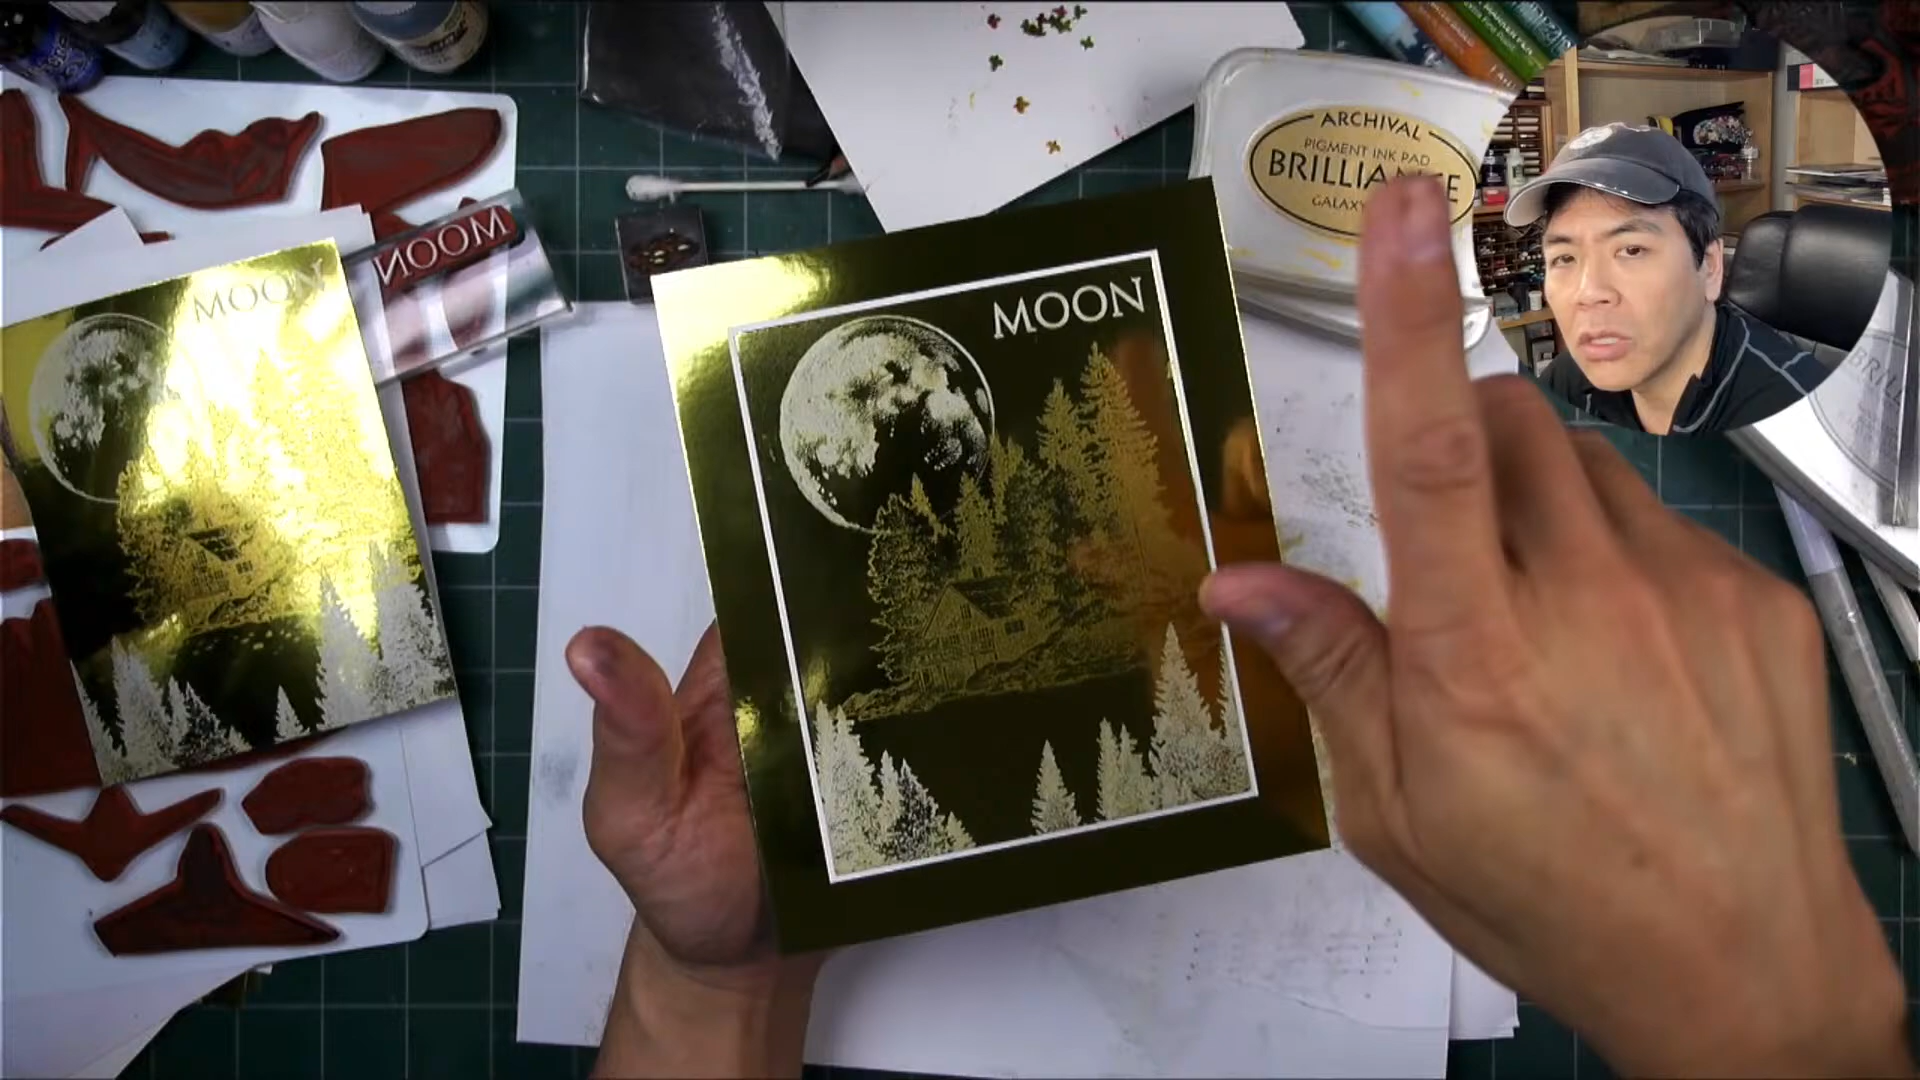 ARCHIVAL
PIGMENT INK PAD
BRILLIANCE
GALAXY
MOON
MOON
MOON